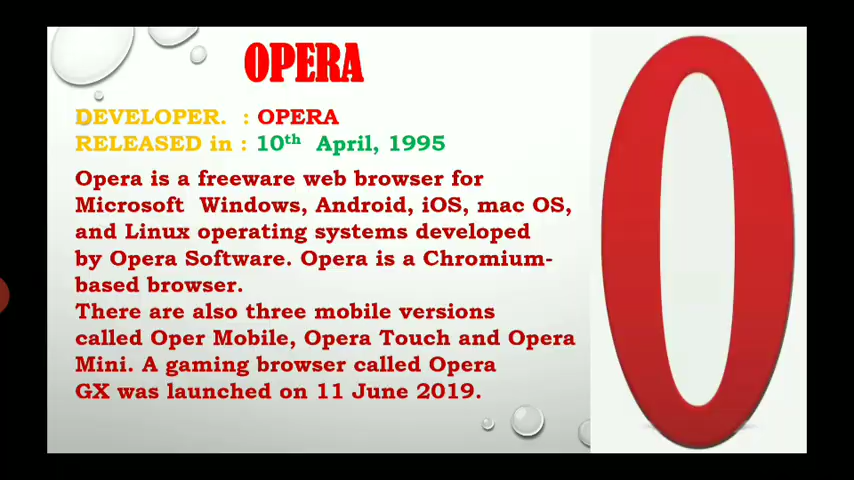 OPERA
DEVELOPER. : OPERA
RELEASED in : 10th April, 1995
Opera is a freeware web browser for
Microsoft Windows, Android, iOS, mac OS,
and Linux operating systems developed
by Opera Software. Opera is a Chromium-
based browser.
There are also three mobile versions
called Oper Mobile, Opera Touch and Opera
Mini. A gaming browser called Opera
GX was launched on 11 June 2019.